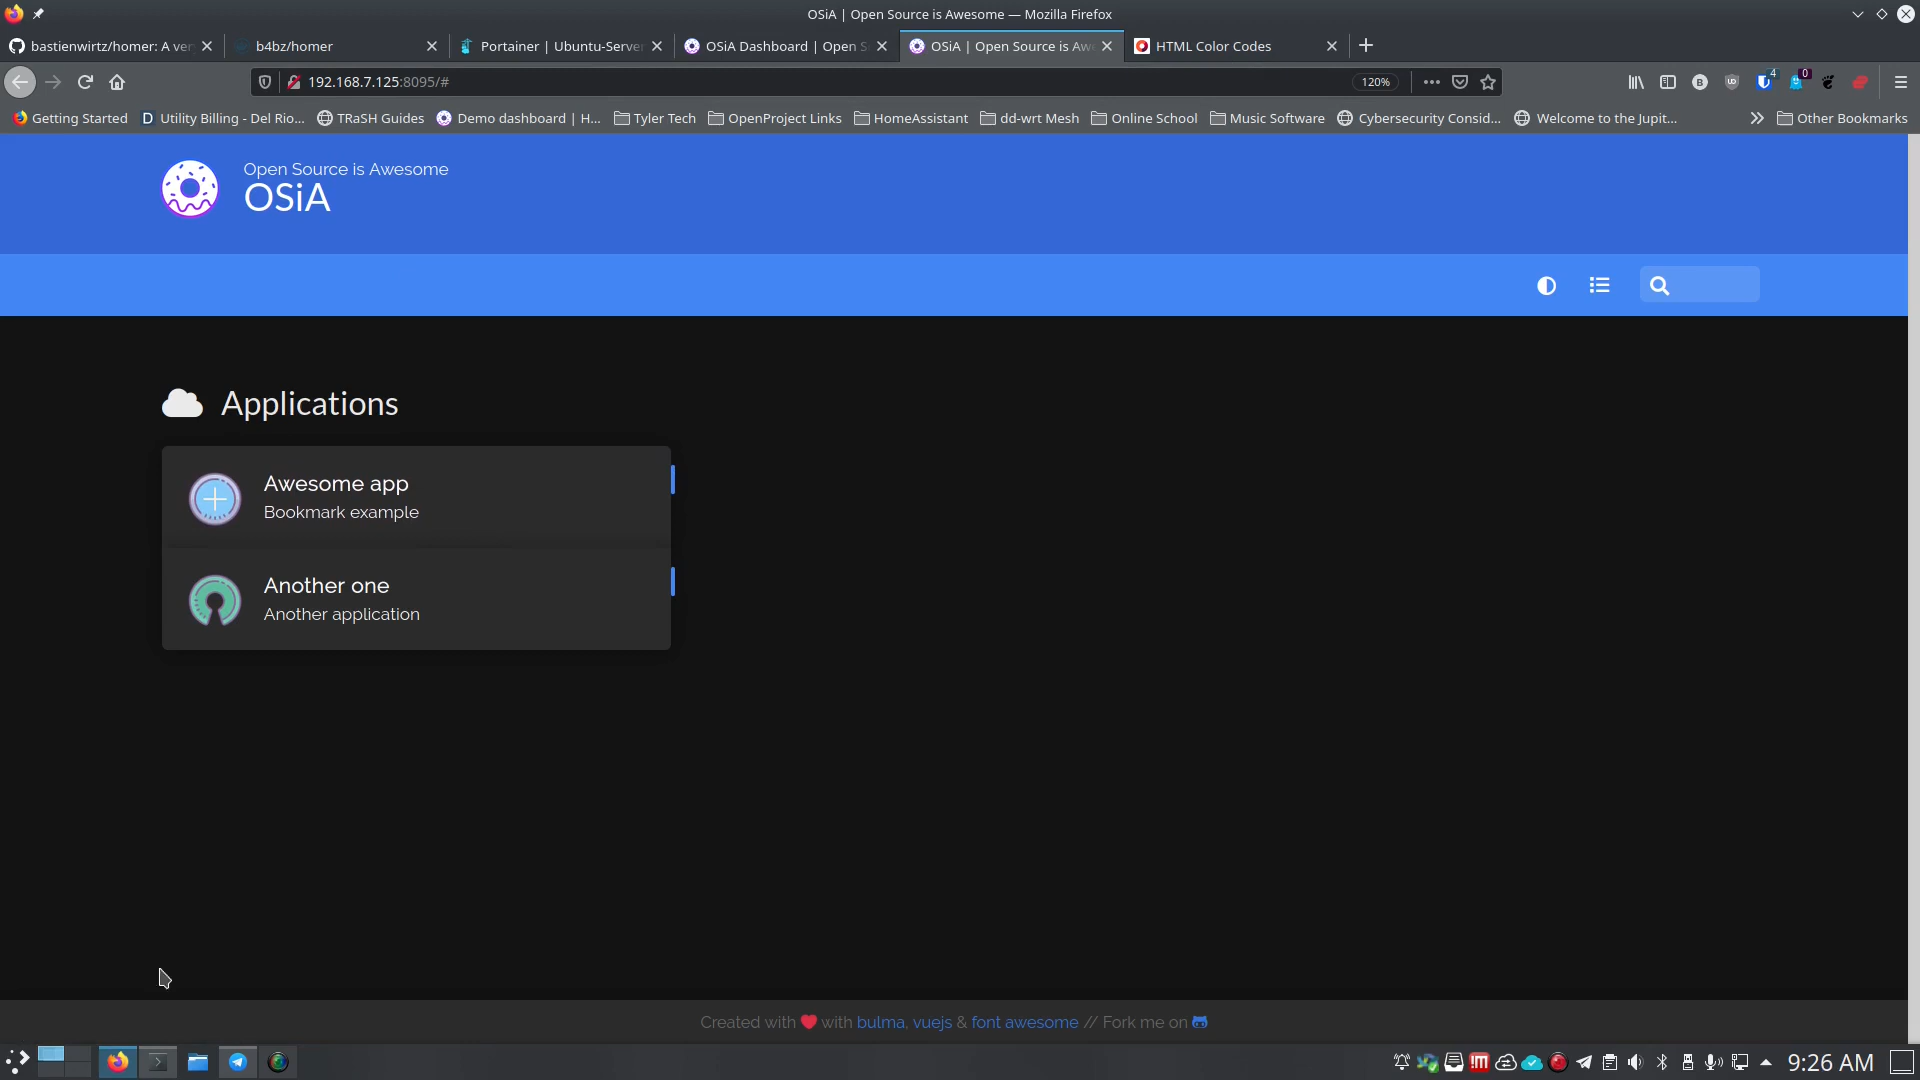 OSiA | Open Source is Awesome — Mozilla Firefox
bastienwirtz/homer: A ver
b4bz/homer
Portainer | Ubuntu-Serve
OSiA Dashboard | Open S
OSiA | Open Source is Awe
HTML Color Codes
192.168.7.125:8095/#
120%
4
0
Getting Started
Utility Billing - Del Rio...
TRaSH Guides
Demo dashboard | H...
Tyler Tech
OpenProject Links
HomeAssistant
dd-wrt Mesh
Online School
Music Software
Cybersecurity Consid...
Welcome to the Jupit...
Other Bookmarks
Open Source is Awesome
OSiA
Applications
Awesome app
Bookmark example
Another one
Another application
Created with ❤️ with bulma, vuejs & font awesome // Fork me on
9:26 AM